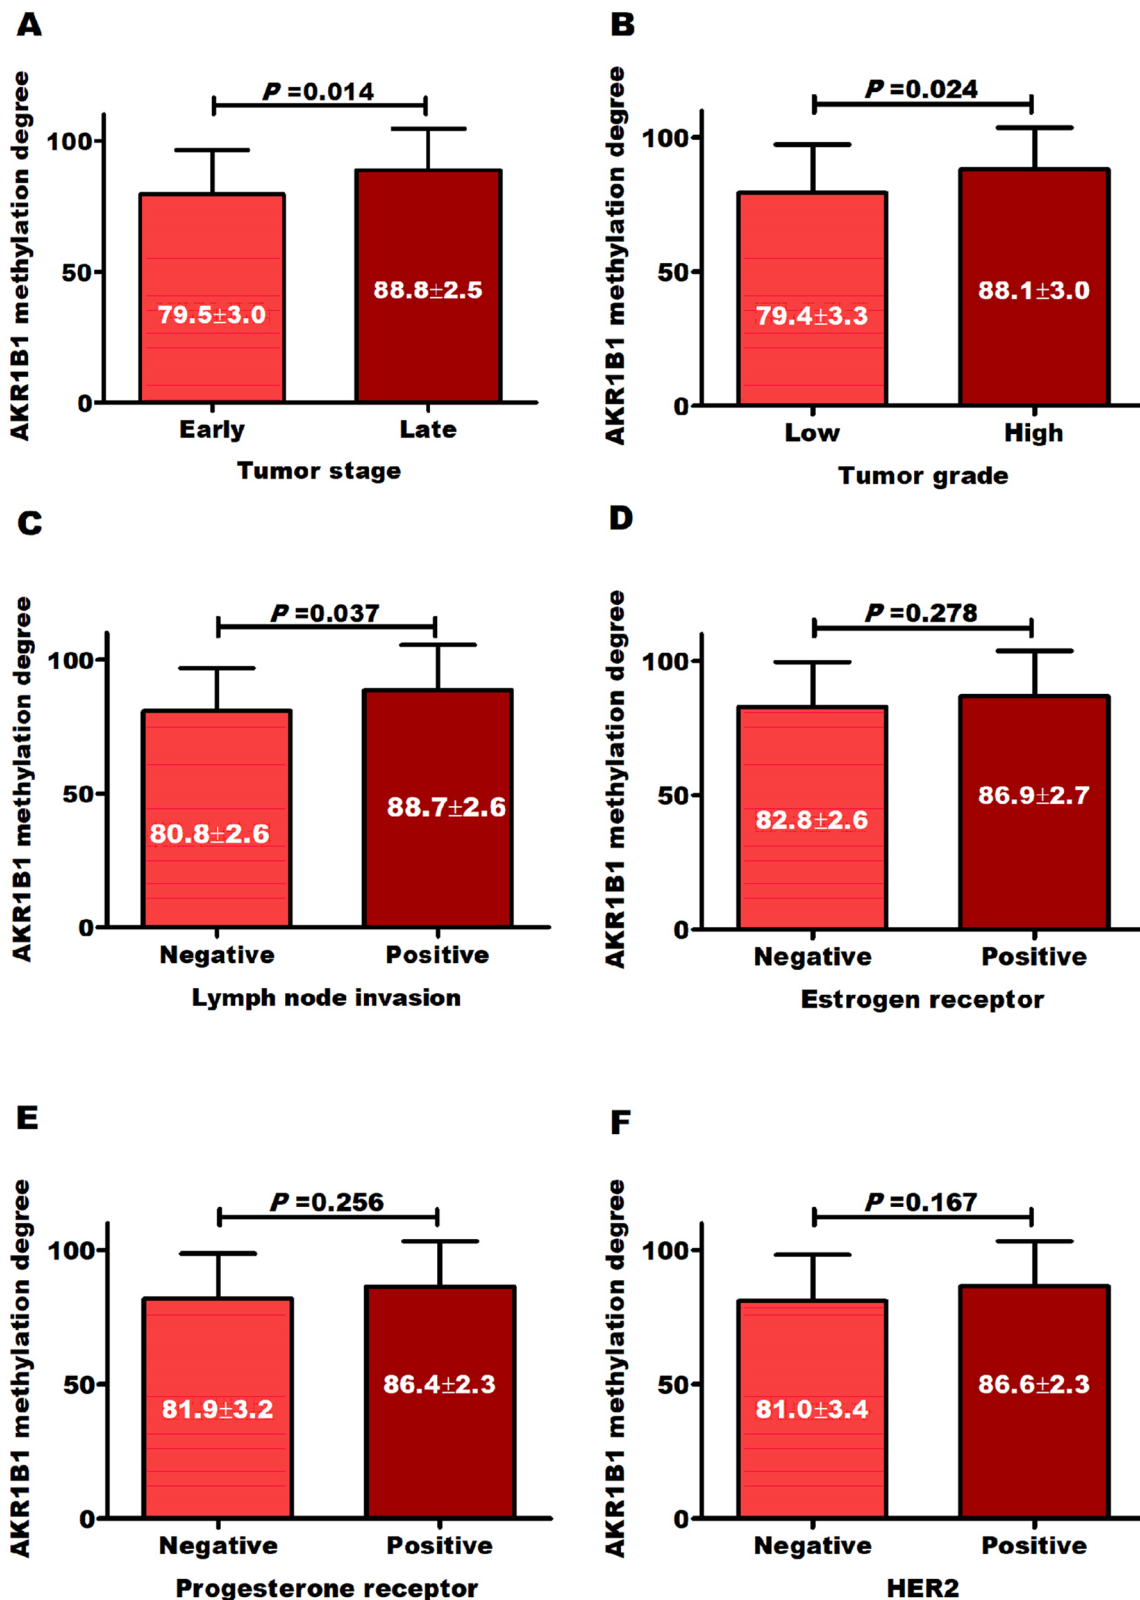 A
P =0.014
AKR1B1 methylation degree
100
50
0
79.5±3.0
88.8±2.5
Early
Late
Tumor stage
B
P =0.024
AKR1B1 methylation degree
100
50
0
79.4±3.3
88.1±3.0
Low
High
Tumor grade
C
P =0.037
AKR1B1 methylation degree
100
50
0
80.8±2.6
88.7±2.6
Negative
Positive
Lymph node invasion
D
P =0.278
AKR1B1 methylation degree
100
50
0
82.8±2.6
86.9±2.7
Negative
Positive
Estrogen receptor
E
P =0.256
AKR1B1 methylation degree
100
50
0
81.9±3.2
86.4±2.3
Negative
Positive
Progesterone receptor
F
P =0.167
AKR1B1 methylation degree
100
50
0
81.0±3.4
86.6±2.3
Negative
Positive
HER2